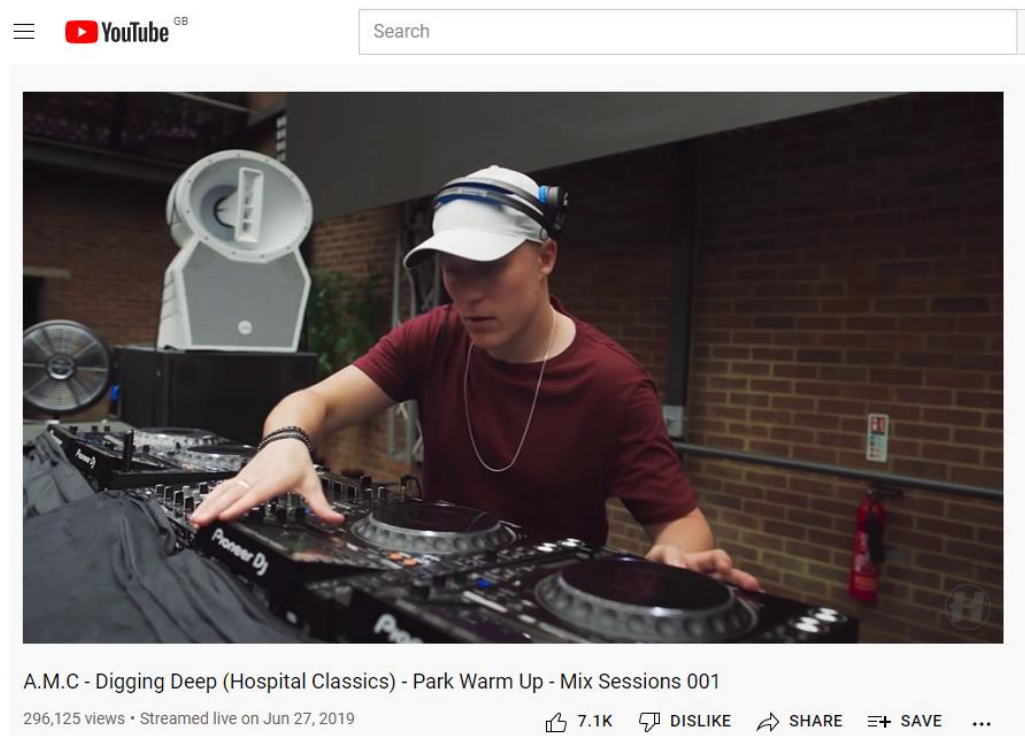 YouTube GB
Search
Pioneer Dj
Pioneer Dj
A.M.C - Digging Deep (Hospital Classics) - Park Warm Up - Mix Sessions 001
296,125 views • Streamed live on Jun 27, 2019 7.1K DISLIKE SHARE SAVE ...